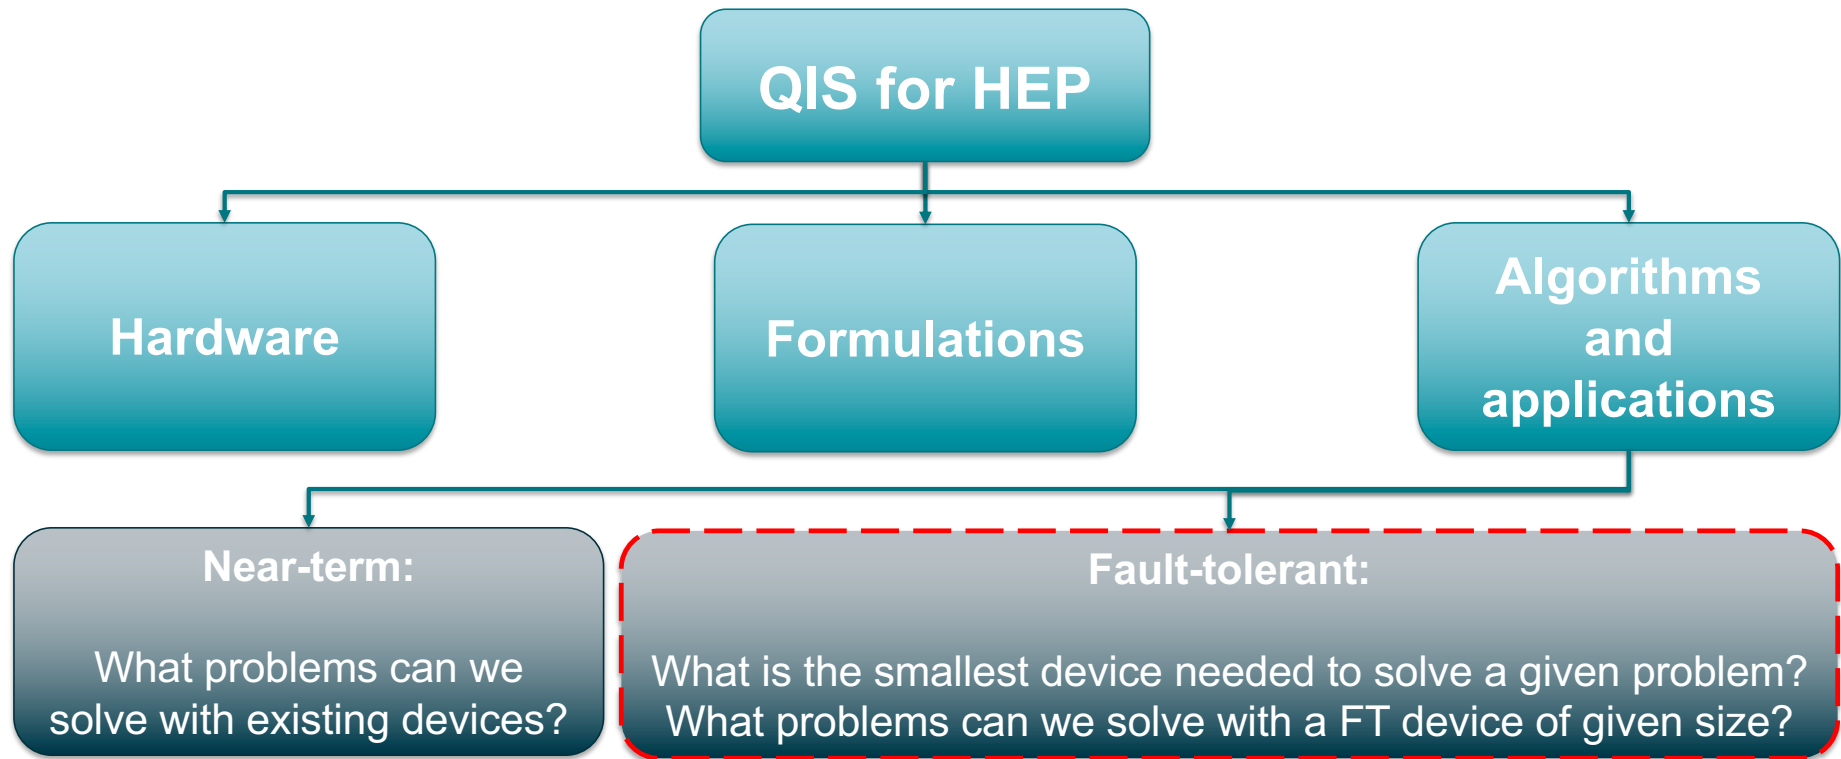 QIS for HEP
Hardware
Formulations
Algorithms
and
applications
Near-term:
What problems can we
solve with existing devices?
Fault-tolerant:
What is the smallest device needed to solve a given problem?
What problems can we solve with a FT device of given size?